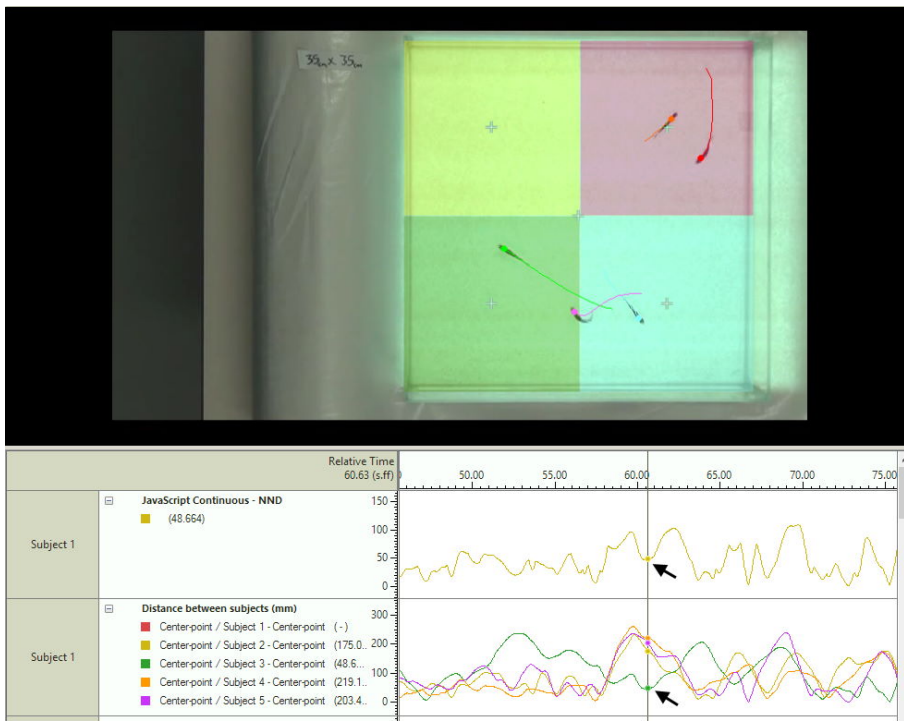 35cm x 35cm
Relative Time
60.63 (s.ff)
50.00 55.00 60.00 65.00 70.00 75.00
Subject 1
JavaScript Continuous - NND
(48.664)
150
100
50
0
Subject 1
Distance between subjects (mm)
Center-point / Subject 1 - Center-point (-)
Center-point / Subject 2 - Center-point (175.0...
Center-point / Subject 3 - Center-point (48.6...
Center-point / Subject 4 - Center-point (219.1...
Center-point / Subject 5 - Center-point (203.4...
300
200
100
0